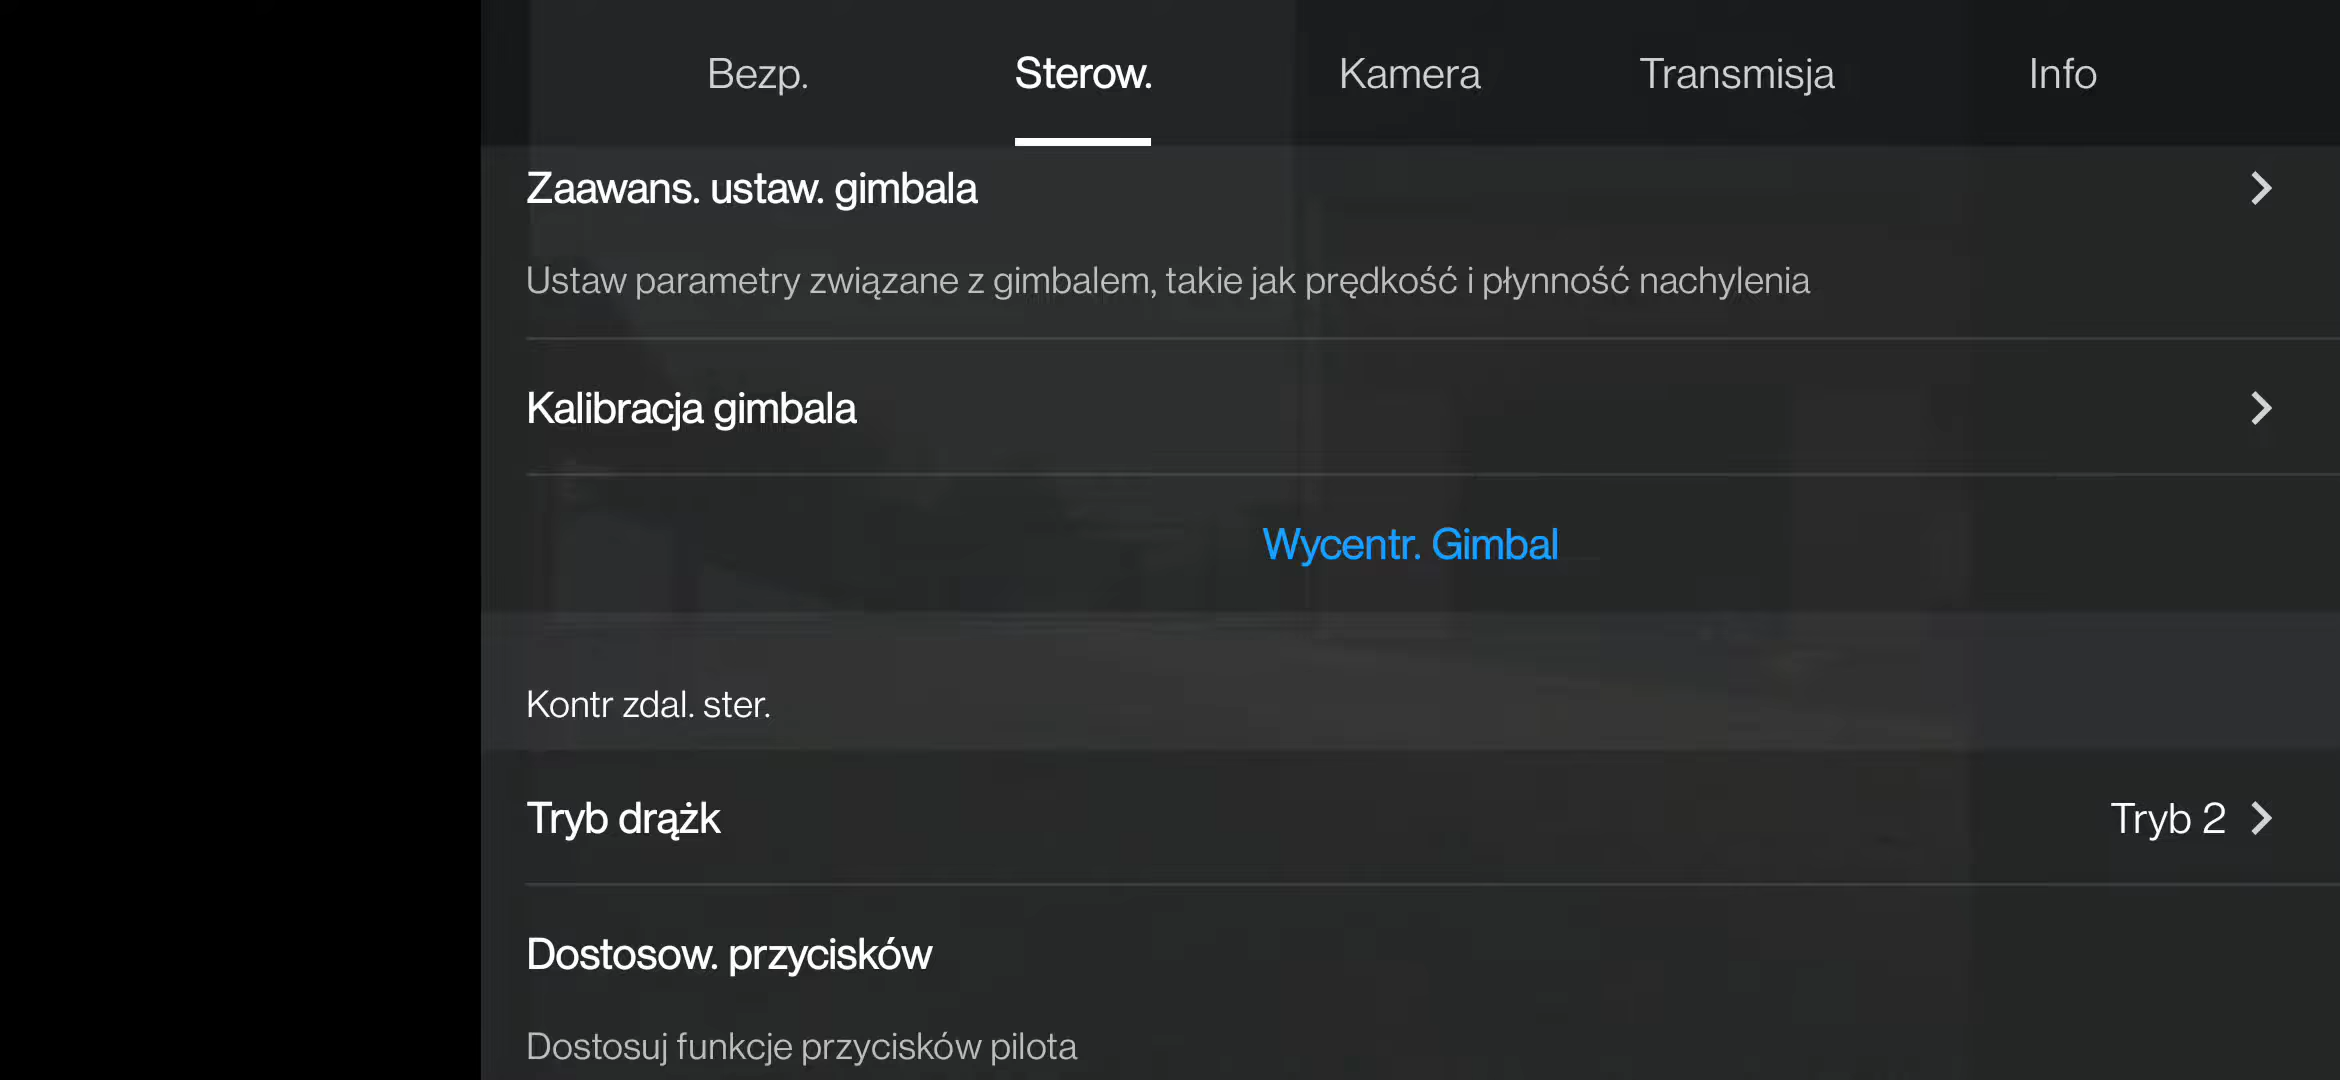 Bezp. Sterow. Kamera Transmisja Info
Zaawans. ustaw. gimbala
Ustaw parametry związane z gimbalem, takie jak prędkość i płynność nachylenia
Kalibracja gimbala
Wycentr. Gimbal
Kontr zdal. ster.
Tryb drążk Tryb 2
Dostosow. przycisków
Dostosuj funkcje przycisków pilota